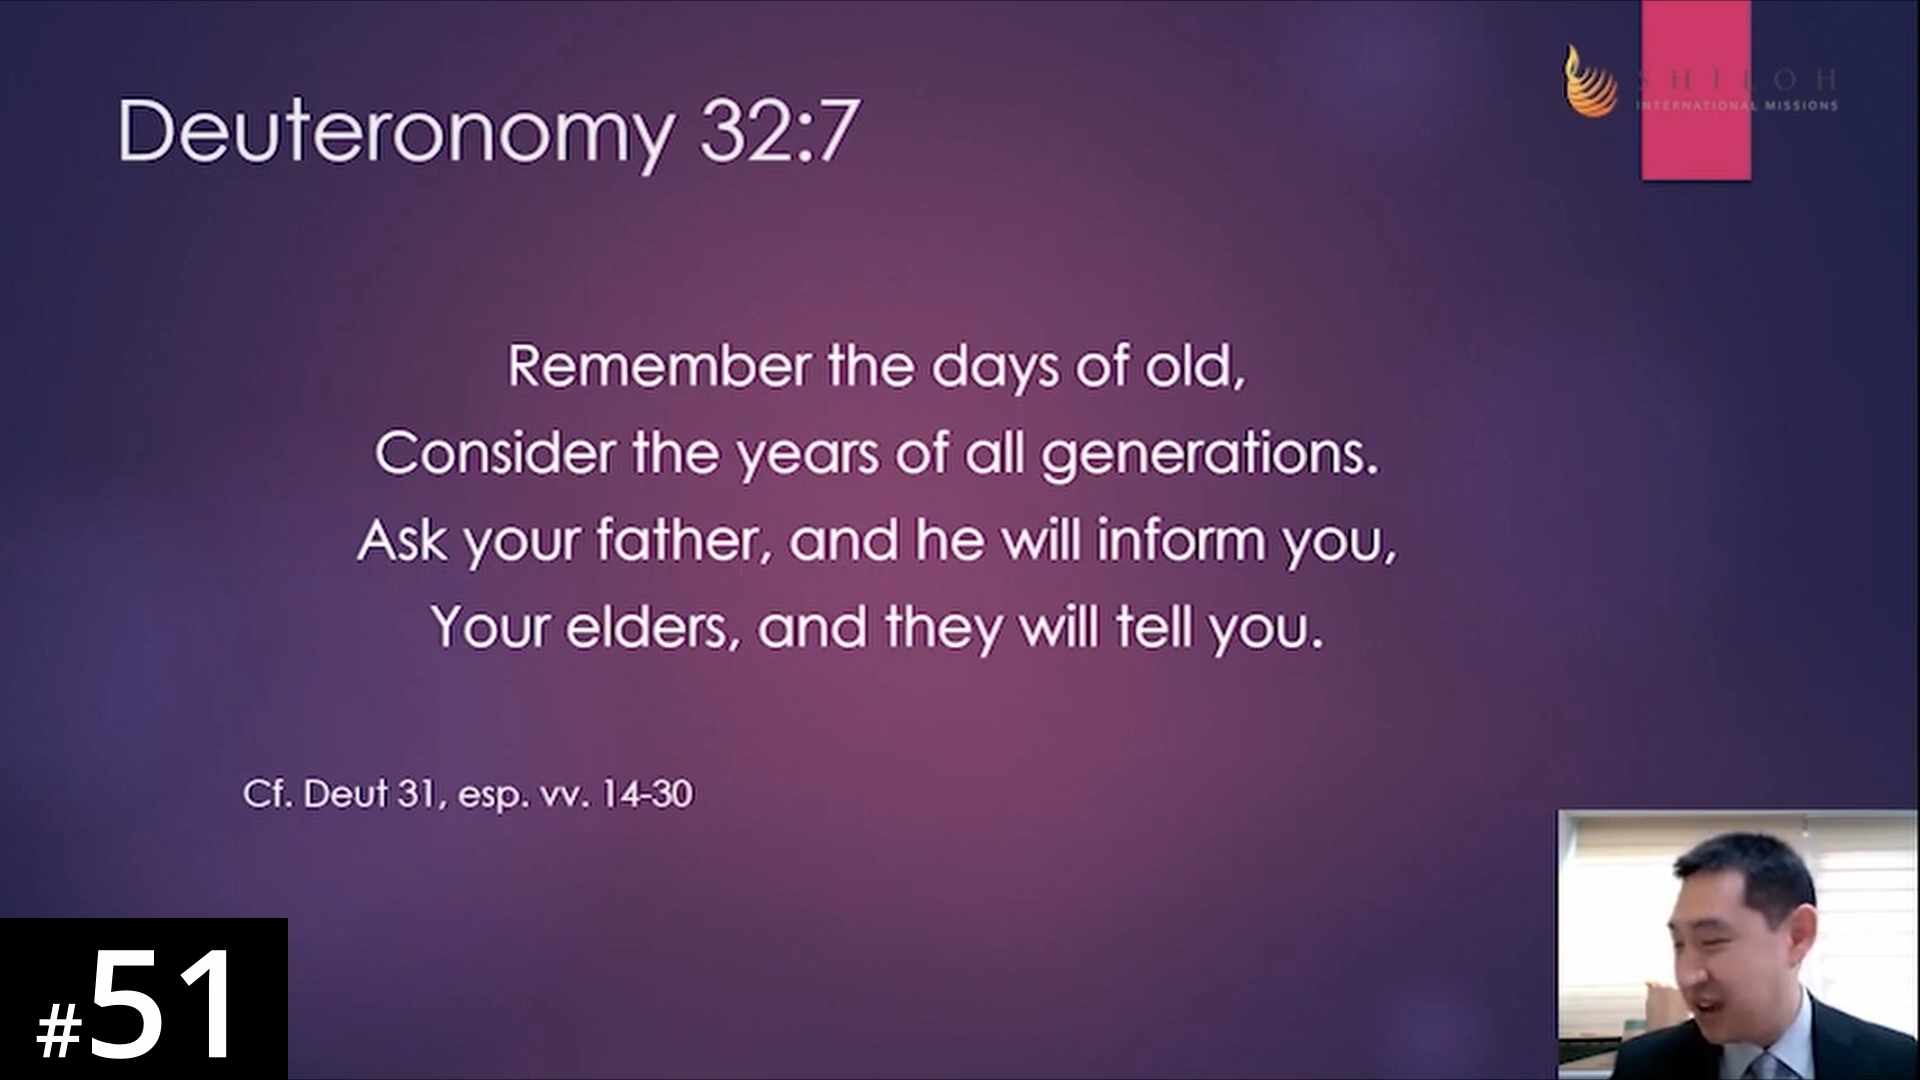 Deuteronomy 32:7
SHILOH
INTERNATIONAL MISSIONS
Remember the days of old,
Consider the years of all generations.
Ask your father, and he will inform you,
Your elders, and they will tell you.
Cf. Deut 31, esp. vv. 14-30
#51